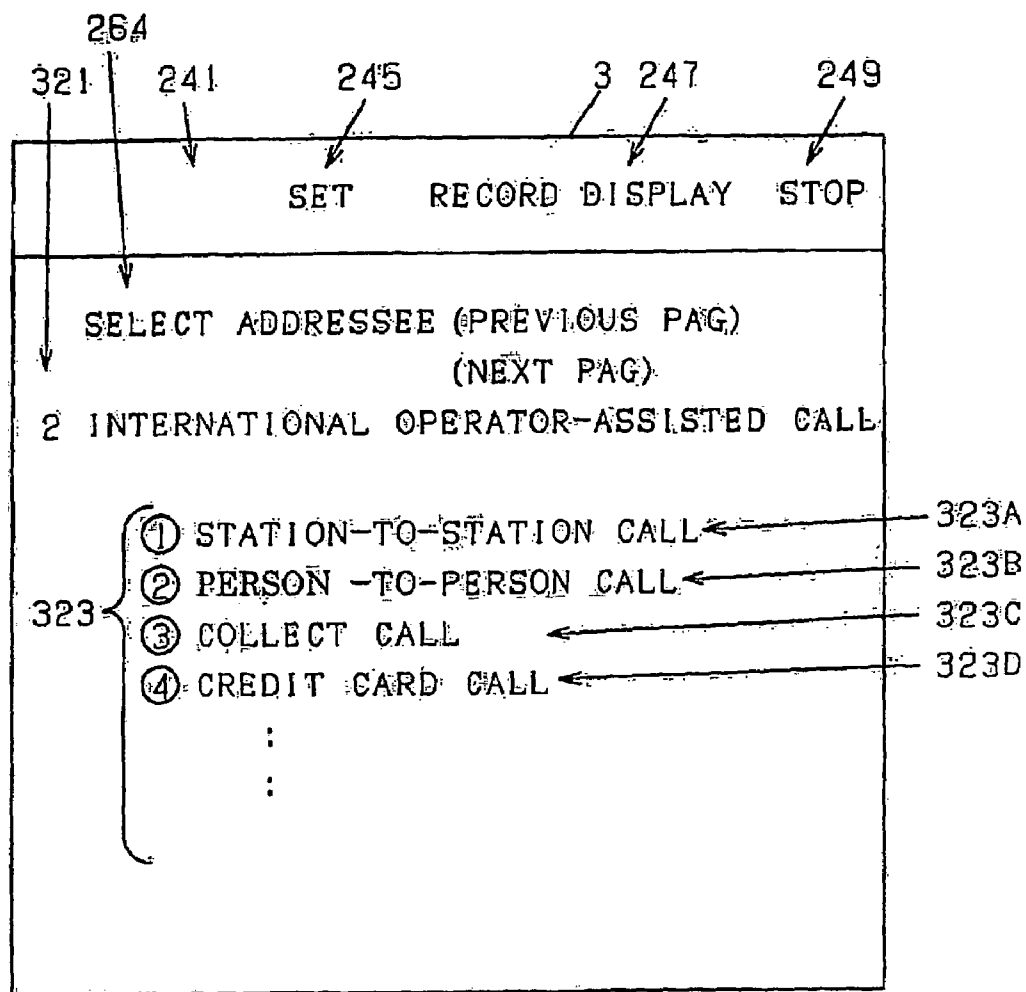 264
321 241 245 3 247 249
SET RECORD DISPLAY STOP
SELECT ADDRESSEE (PREVIOUS PAG)
(NEXT PAG)
2 INTERNATIONAL OPERATOR-ASSISTED CALL
① STATION-TO-STATION CALL 323A
② PERSON -TO-PERSON CALL 323B
323 ③ COLLECT CALL 323C
④ CREDIT CARD CALL 323D
:
: